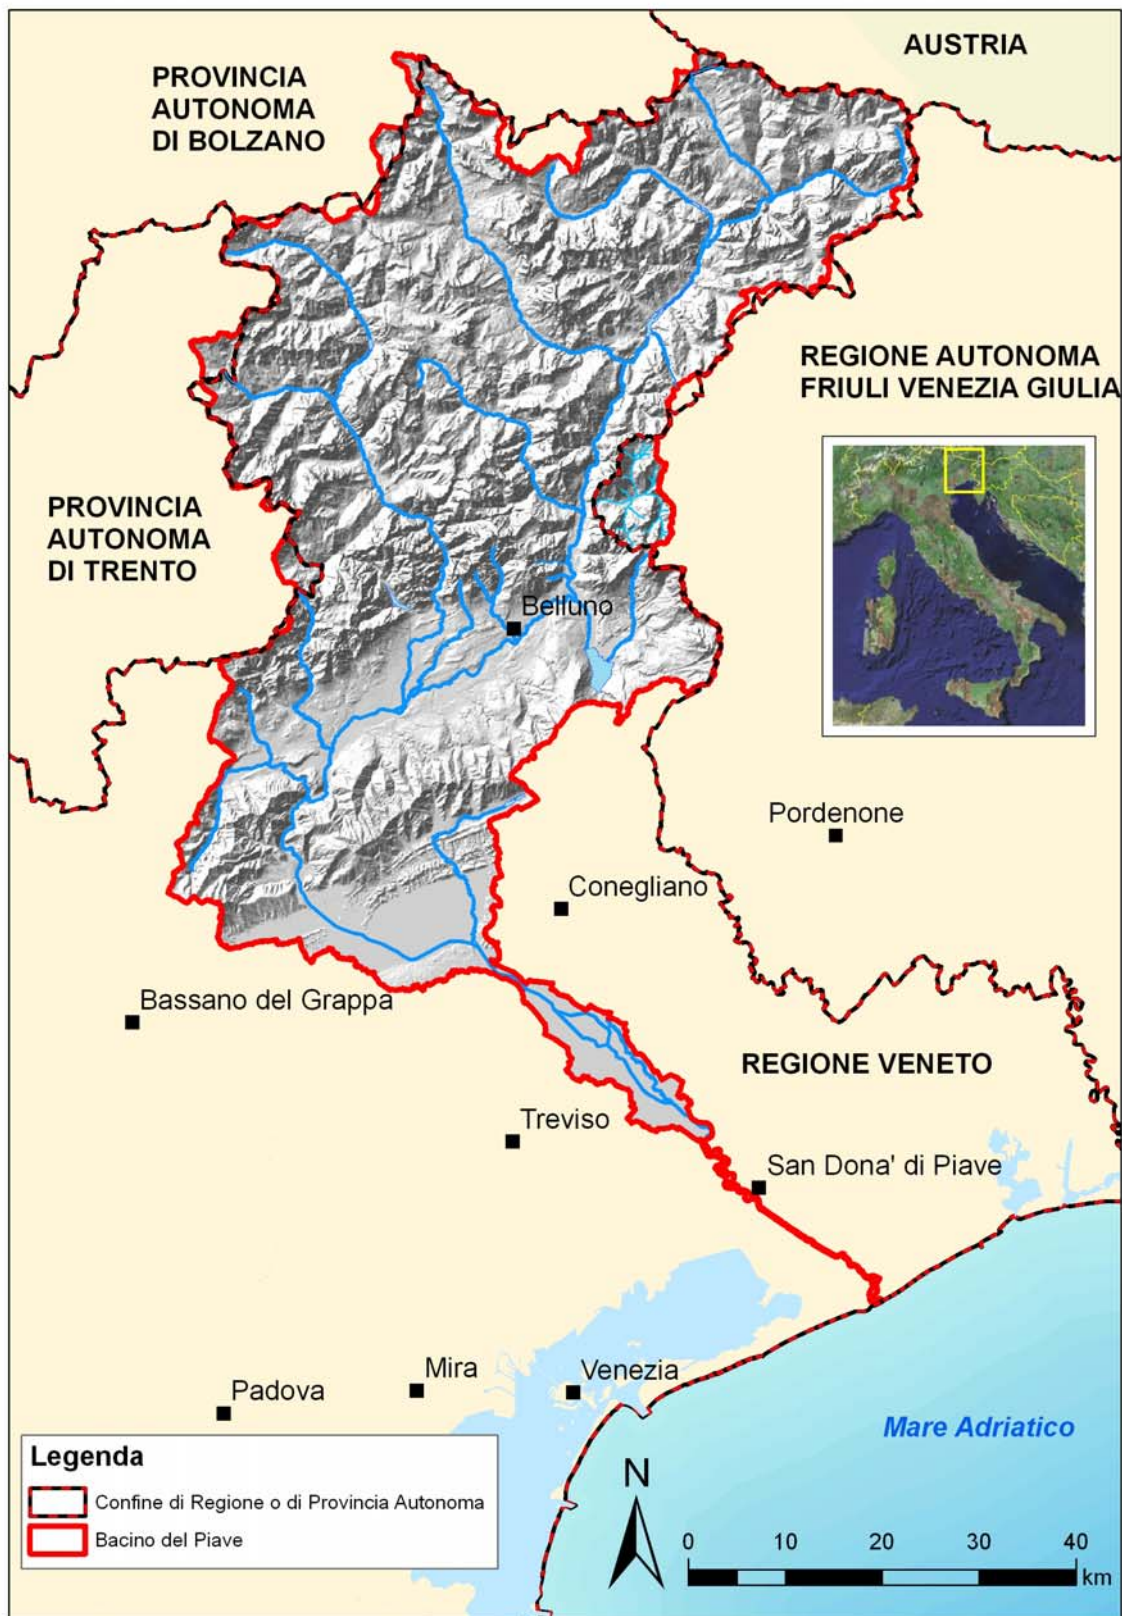 AUSTRIA
PROVINCIA
AUTONOMA
DI BOLZANO
REGIONE AUTONOMA
FRIULI VENEZIA GIULIA
PROVINCIA
AUTONOMA
DI TRENTO
Belluno
Pordenone
Conegliano
Bassano del Grappa
REGIONE VENETO
Treviso
San Dona' di Piave
Mira
Venezia
Padova
Mare Adriatico
Legenda
Confine di Regione o di Provincia Autonoma
Bacino del Piave
N
0 10 20 30 40
km